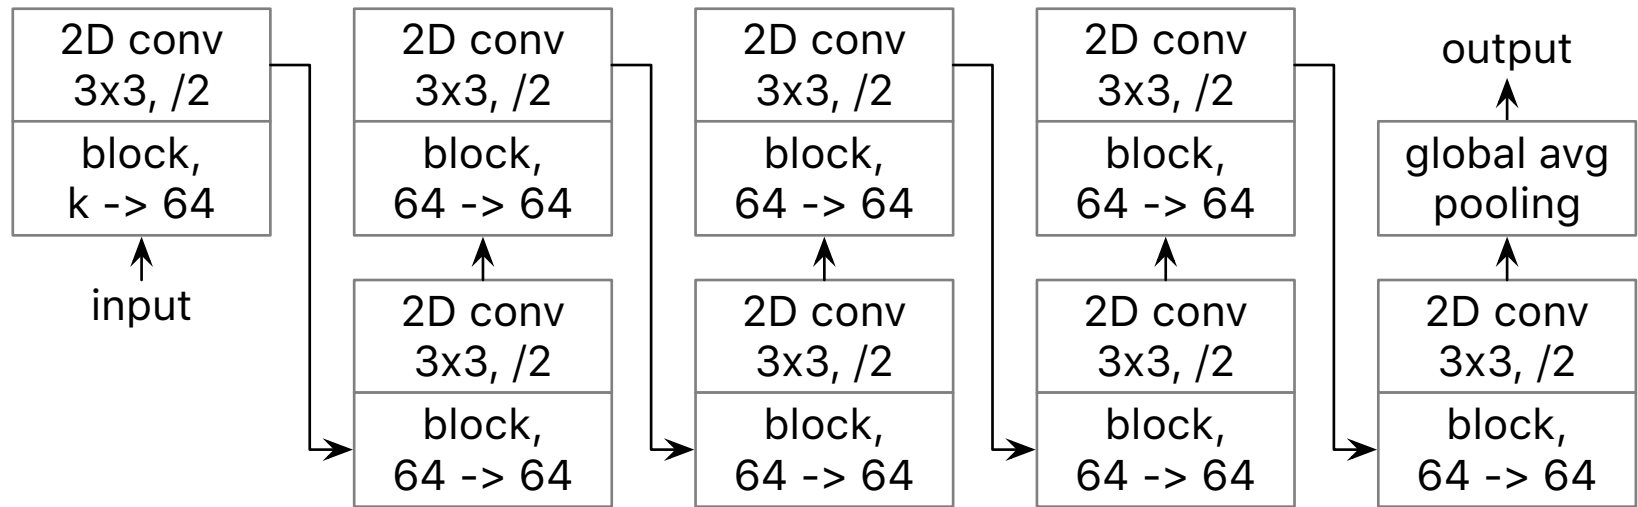 2D conv
3x3, /2
block,
k -> 64
input
2D conv
3x3, /2
block,
64 -> 64
2D conv
3x3, /2
block,
64 -> 64
2D conv
3x3, /2
block,
64 -> 64
2D conv
3x3, /2
block,
64 -> 64
2D conv
3x3, /2
block,
64 -> 64
2D conv
3x3, /2
block,
64 -> 64
output
global avg
pooling
2D conv
3x3, /2
block,
64 -> 64